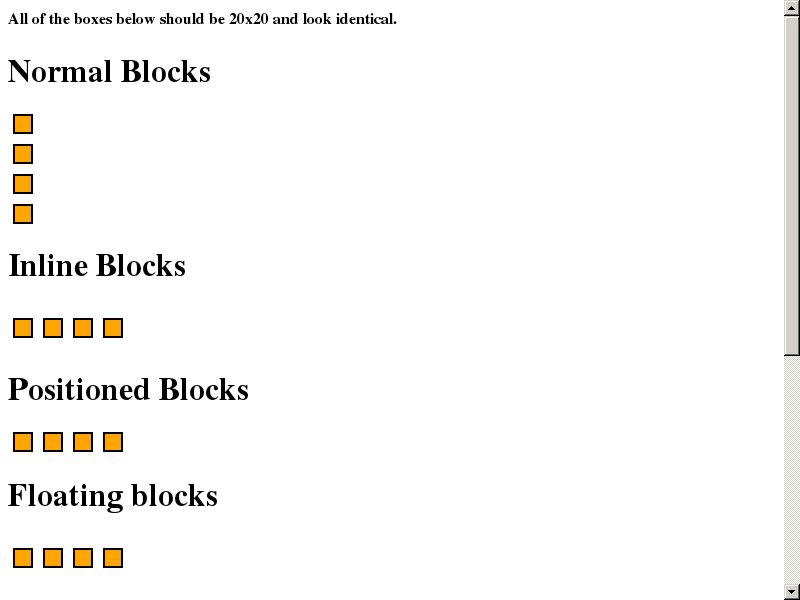 All of the boxes below should be 20x20 and look identical.
Normal Blocks
Inline Blocks
Positioned Blocks
Floating blocks